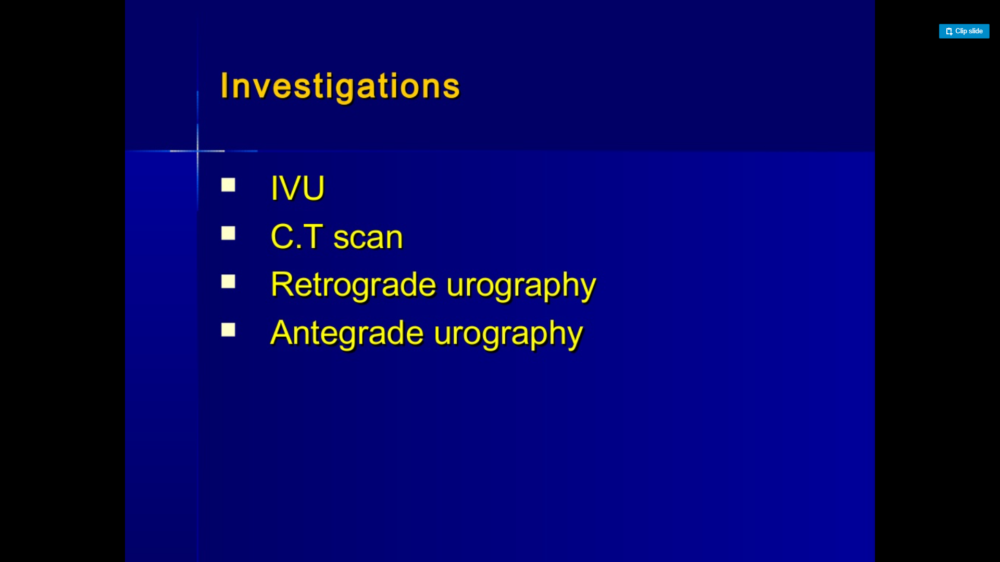 Clip slide
Investigations
IVU
C.T scan
Retrograde urography
Antegrade urography